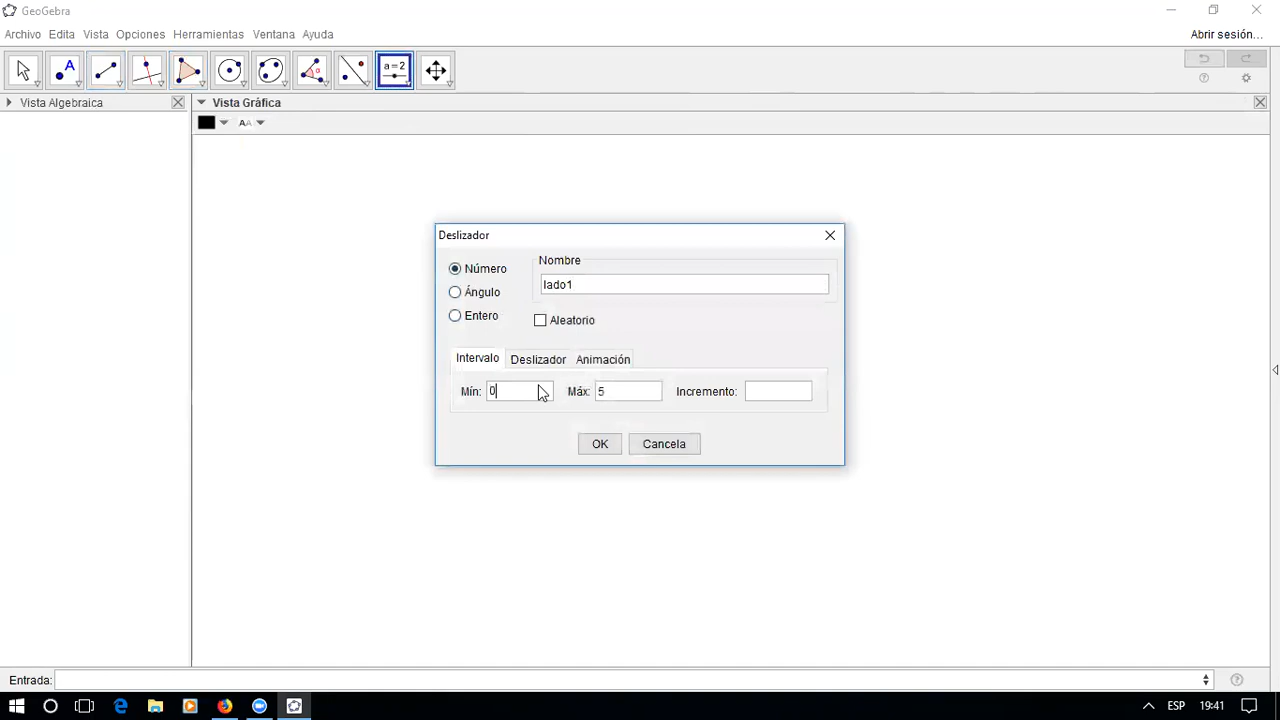 GeoGebra
Archivo Edita Vista Opciones Herramientas Ventana Ayuda Abrir sesión...
A a = 2
Vista Algebraica Vista Gráfica
AA
Deslizador
Nombre
Número
lado1
Ángulo
Entero Aleatorio
Intervalo Deslizador Animación
Mín: 0 Máx: 5 Incremento:
OK Cancela
Entrada:
ESP 19:41